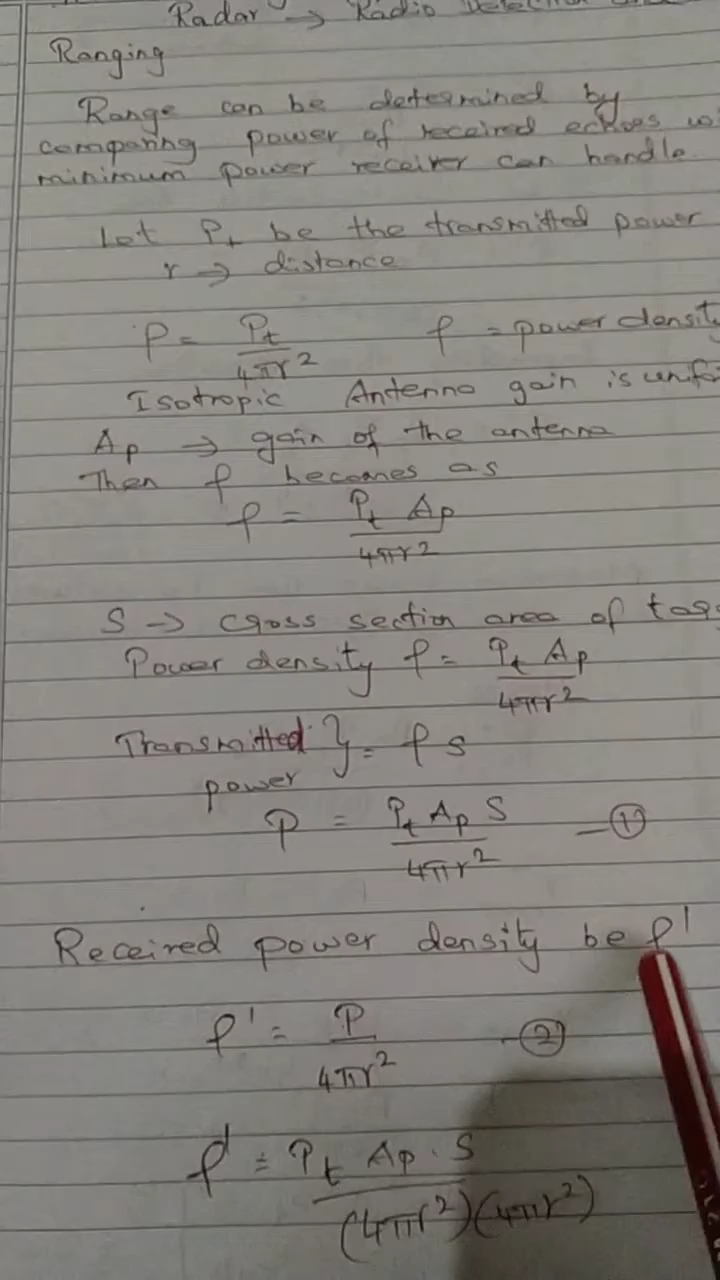 Radar → Radio Detection
Ranging
Range can be determined by
comparing power of received echoes
minimum power receiver can handle
Let Pt be the transmitted power
r → distance
ρ = Pt / 4πr² ρ = power density
Isotropic Antenna gain is
Ap → gain of the antenna
Then ρ becomes as
ρ = Pt Ap / 4πr²
S → cross section area of
Power density ρ = Pt Ap / 4πr²
Transmitted power } = ρ S
P = Pt Ap S / 4πr² — ①
Received power density be ρ'
ρ' = P / 4πr² — ②
ρ' = Pt Ap . S / (4πr²)(4πr²)